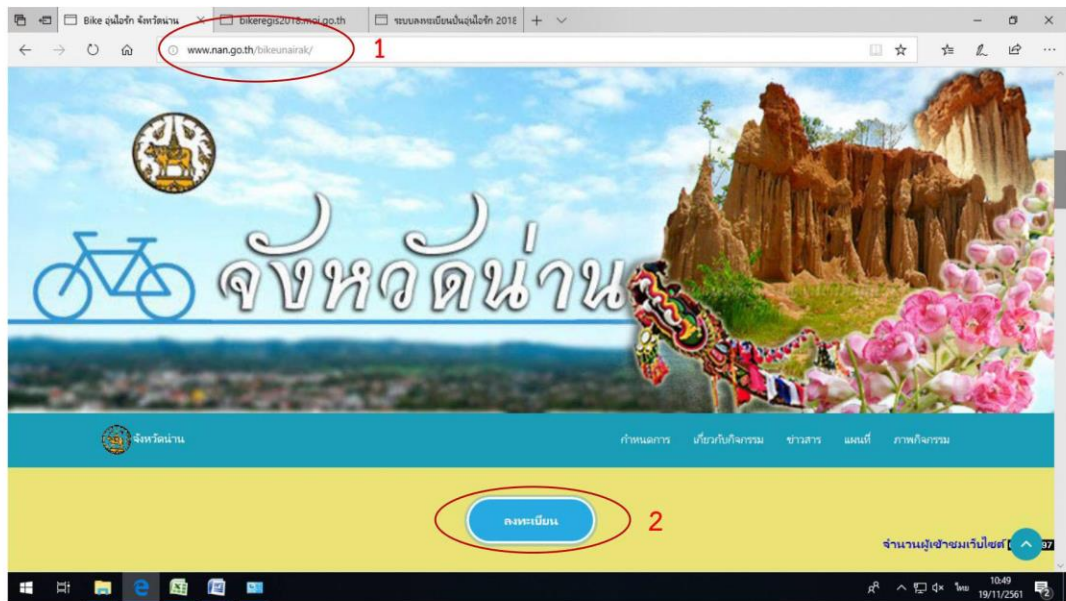 Bike อุ่นไอรัก จังหวัดน่าน
bikeregis2018.moi.go.th
ระบบลงทะเบียนปั่นอุ่นไอรัก 2018
www.nan.go.th/bikeunairak/
1
จังหวัดน่าน
จังหวัดน่าน
กำหนดการ เกี่ยวกับกิจกรรม ข่าวสาร แผนที่ ภาพกิจกรรม
ลงทะเบียน
2
จำนวนผู้เข้าชมเว็บไซต์
97
ไทย
10:49
19/11/2561
2